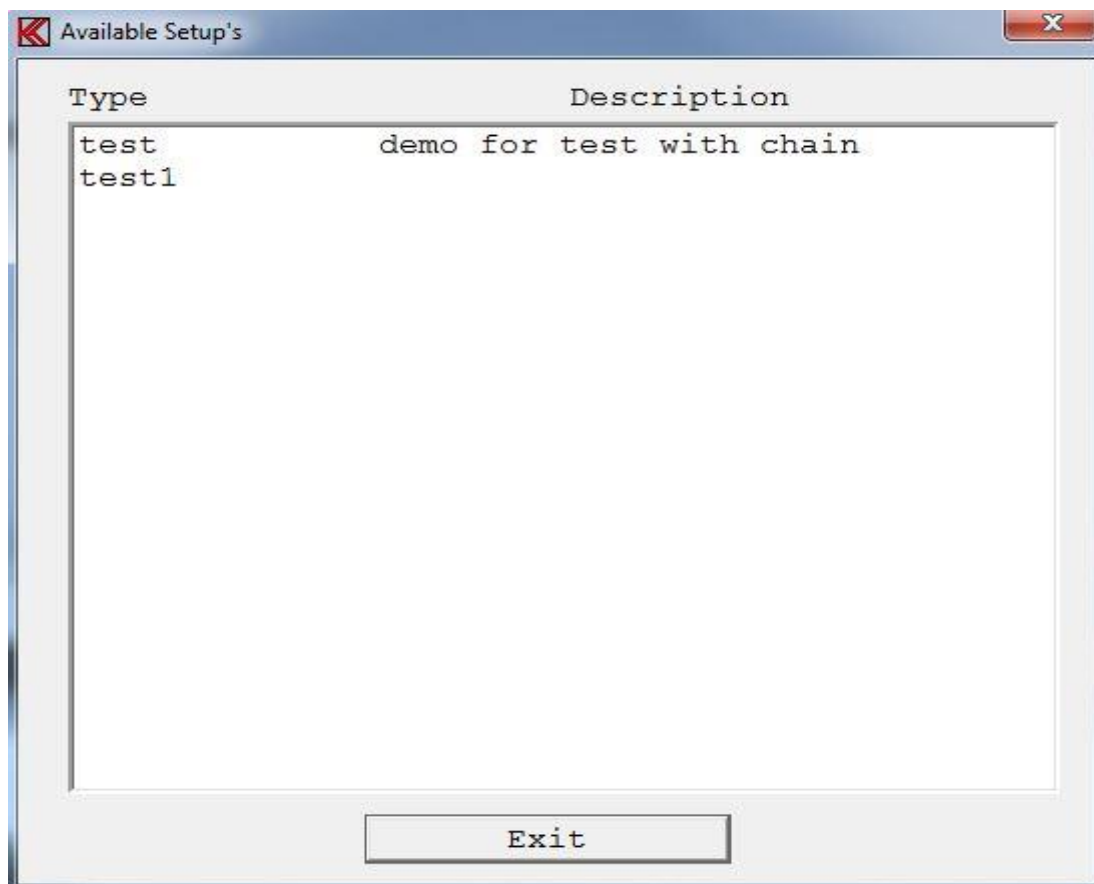 Available Setup's
Type Description
test demo for test with chain
test1
Exit